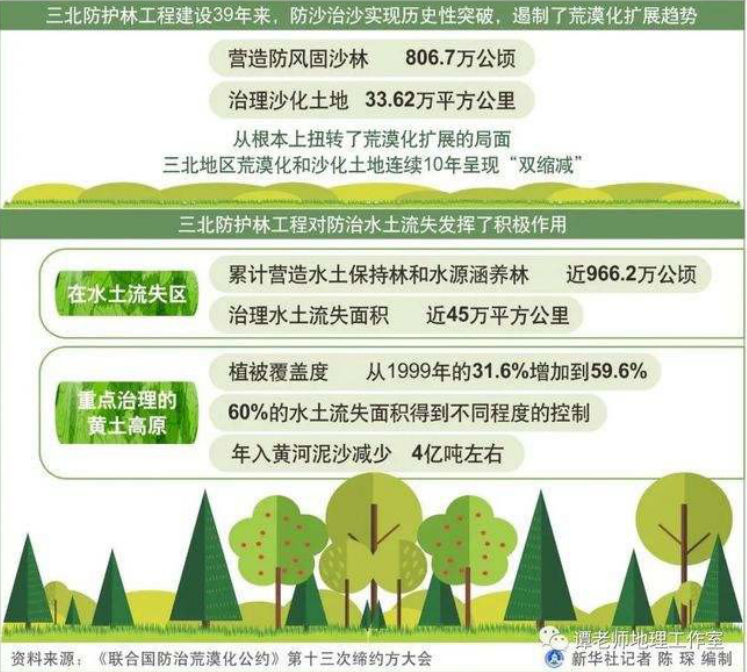 三北防护林工程建设39年来，防沙治沙实现历史性突破，遏制了荒漠化扩展趋势
营造防风固沙林 806.7万公顷
治理沙化土地 33.62万平方公里
从根本上扭转了荒漠化扩展的局面
三北地区荒漠化和沙化土地连续10年呈现“双缩减”
三北防护林工程对防治水土流失发挥了积极作用
在水土流失区
累计营造水土保持林和水源涵养林 近966.2万公顷
治理水土流失面积 近45万平方公里
重点治理的
黄土高原
植被覆盖度 从1999年的31.6%增加到59.6%
60%的水土流失面积得到不同程度的控制
年入黄河泥沙减少 4亿吨左右
谭老师地理工作室
资料来源：《联合国防治荒漠化公约》第十三次缔约方大会
新华社记者 陈 琛 编制